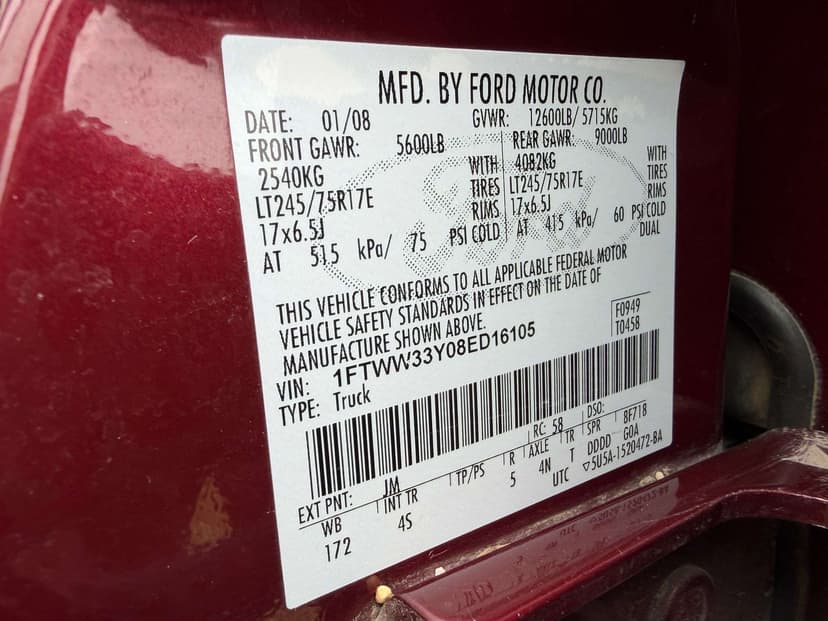 MFD. BY FORD MOTOR CO.
DATE: 01/08 GVWR: 12600LB/ 5715KG
FRONT GAWR: 5600LB REAR GAWR: 9000LB
2540KG WITH 4082KG WITH
LT245/75R17E TIRES LT245/75R17E TIRES
17x6.5J RIMS 17x6.5J RIMS
AT 515 kPa/ 75 PSI COLD AT 415 kPa/ 60 PSI COLD
DUAL
Ford
THIS VEHICLE CONFORMS TO ALL APPLICABLE FEDERAL MOTOR
VEHICLE SAFETY STANDARDS IN EFFECT ON THE DATE OF
MANUFACTURE SHOWN ABOVE.
F0949
VIN: 1FTWW33Y08ED16105 T0458
TYPE: Truck
EXT PNT: JM RC: 58 DSO:
WB INT TR TP/PS R AXLE TR SPR BF718
172 4S 5 4N T DDDD GOA
UTC ▽5U5A-1520472-BA